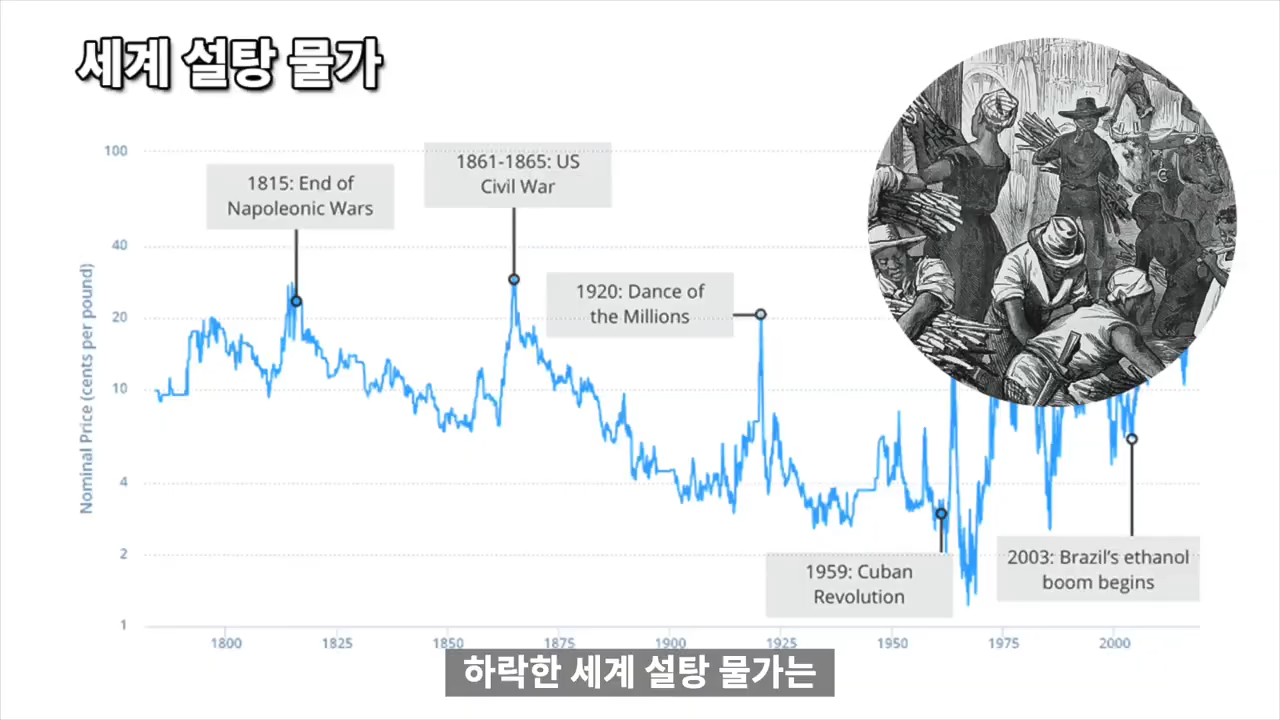 세계 설탕 물가
Nominal Price (cents per pound)
100
40
20
10
4
2
1
1815: End of
Napoleonic Wars
1861-1865: US
Civil War
1920: Dance of
the Millions
1959: Cuban
Revolution
2003: Brazil's ethanol
boom begins
1800 1825 1850 1875 1900 1925 1950 1975 2000
하락한 세계 설탕 물가는